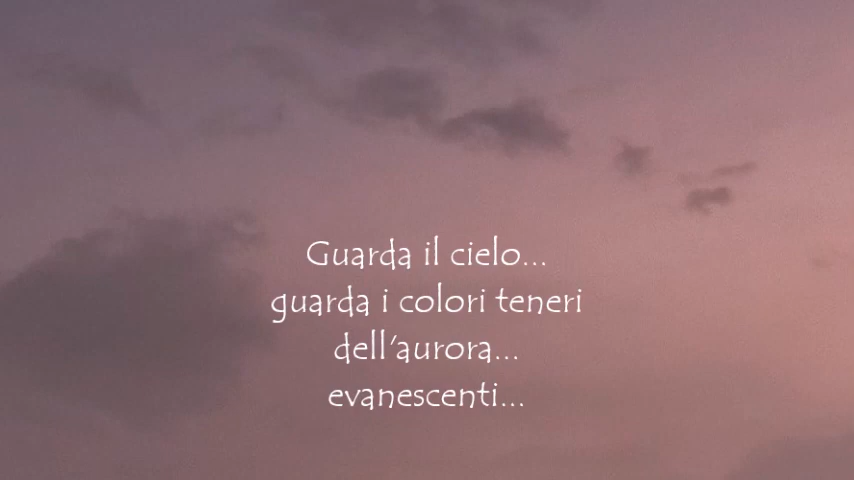 Guarda il cielo...
guarda i colori teneri
dell'aurora...
evanescenti...